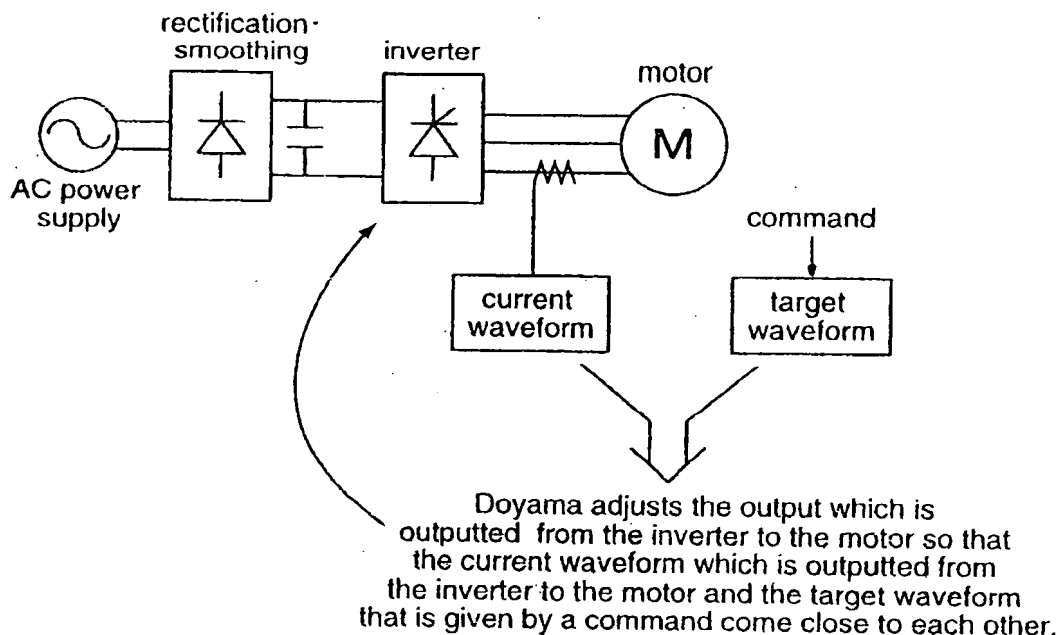 rectification-
smoothing
inverter
motor
M
AC power
supply
command
current
waveform
target
waveform
Doyama adjusts the output which is
outputted from the inverter to the motor so that
the current waveform which is outputted from
the inverter to the motor and the target waveform
that is given by a command come close to each other.